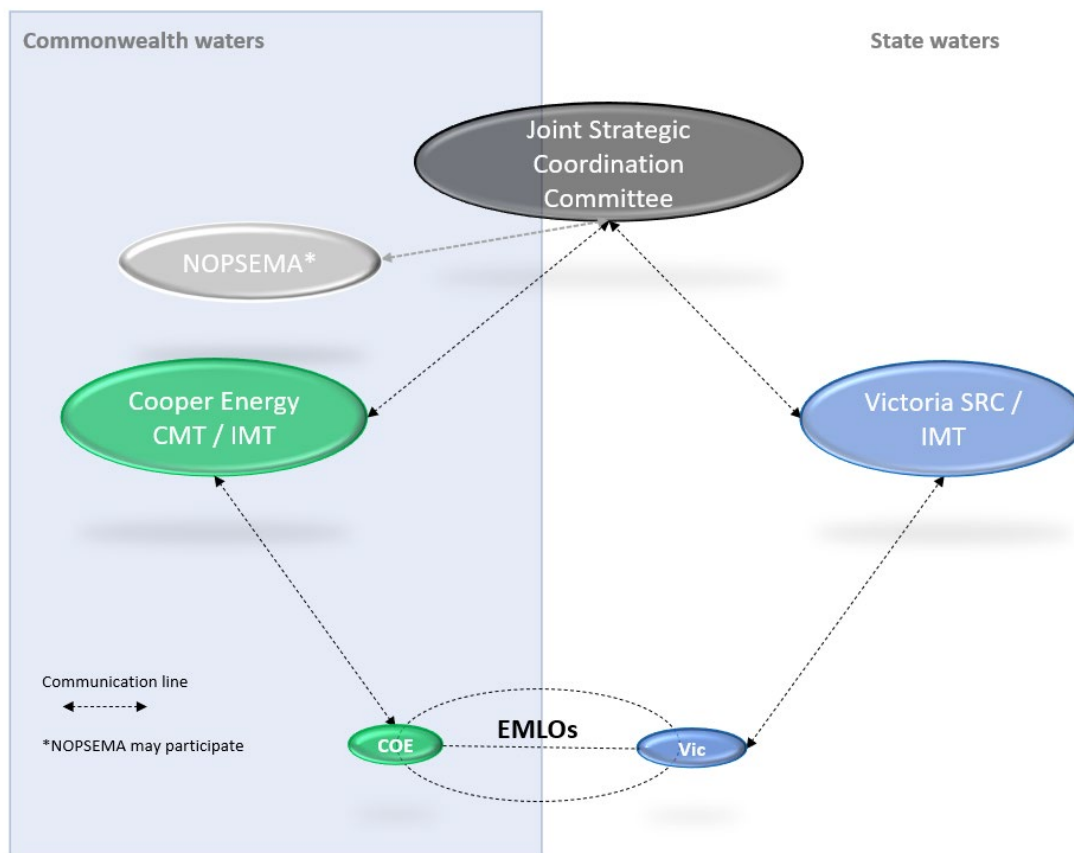 Commonwealth waters
State waters
Joint Strategic
Coordination
Committee
NOPSEMA*
Cooper Energy
CMT / IMT
Victoria SRC /
IMT
Communication line
*NOPSEMA may participate
EMLOs
COE
Vic